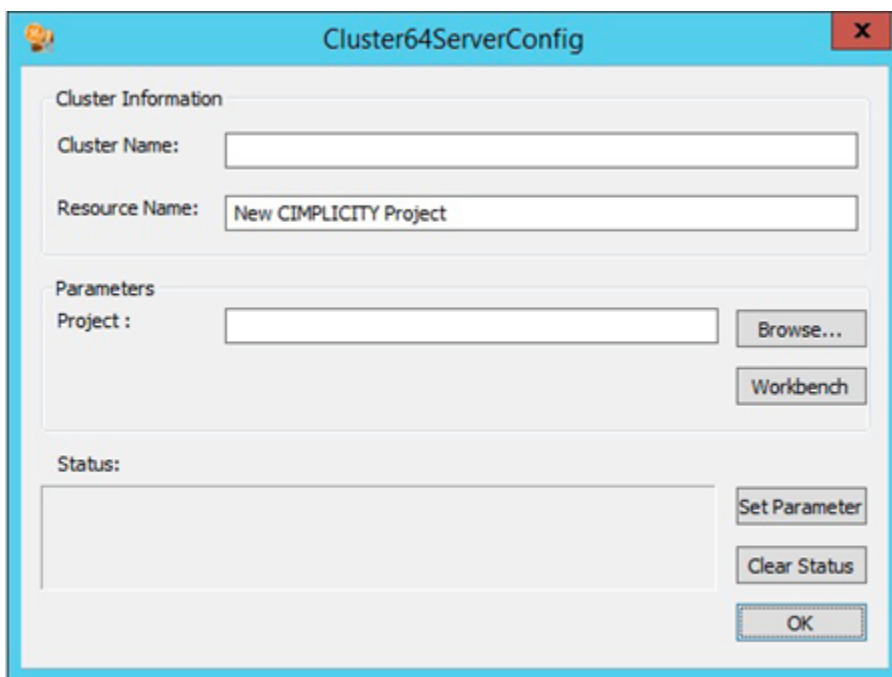 Cluster64ServerConfig
x
Cluster Information
Cluster Name:
Resource Name: New CIMPLICITY Project
Parameters
Project :
Browse...
Workbench
Status:
Set Parameter
Clear Status
OK